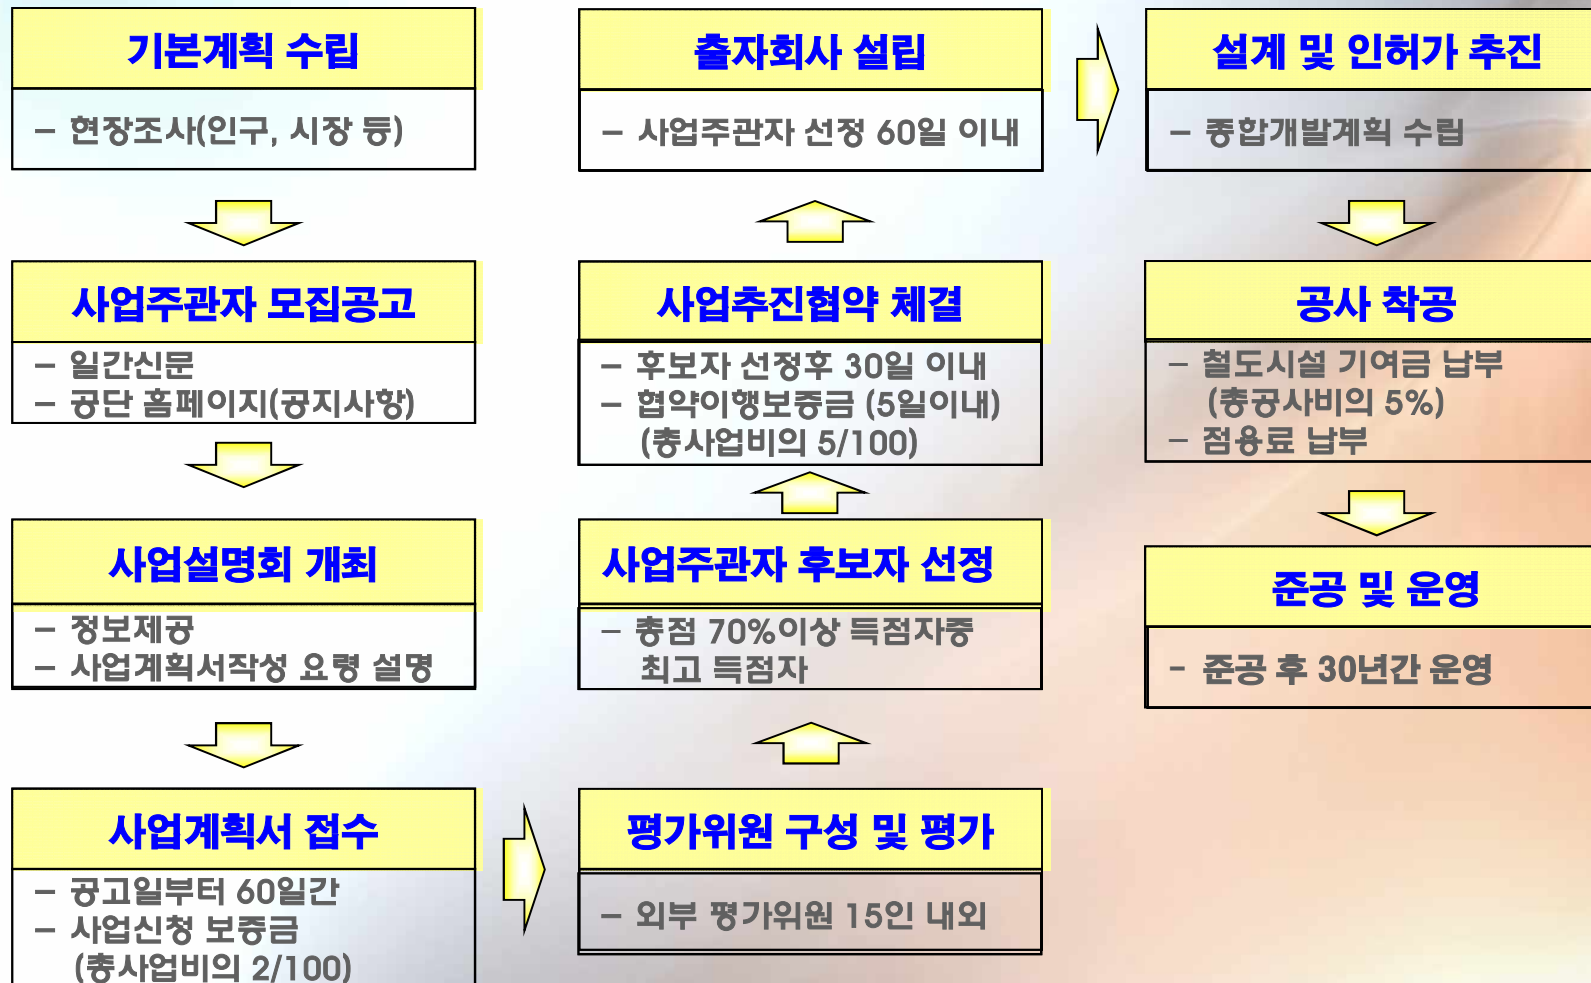 기본계획 수립
– 현장조사(인구, 시장 등)
사업주관자 모집공고
– 일간신문
– 공단 홈페이지(공지사항)
사업설명회 개최
– 정보제공
– 사업계획서작성 요령 설명
사업계획서 접수
– 공고일부터 60일간
– 사업신청 보증금
(총사업비의 2/100)
평가위원 구성 및 평가
– 외부 평가위원 15인 내외
사업주관자 후보자 선정
– 총점 70%이상 득점자중
최고 득점자
사업추진협약 체결
– 후보자 선정후 30일 이내
– 협약이행보증금 (5일이내)
(총사업비의 5/100)
출자회사 설립
– 사업주관자 선정 60일 이내
설계 및 인허가 추진
– 종합개발계획 수립
공사 착공
– 철도시설 기여금 납부
(총공사비의 5%)
– 점용료 납부
준공 및 운영
– 준공 후 30년간 운영